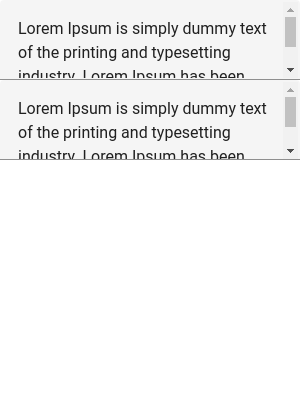 Lorem Ipsum is simply dummy text
of the printing and typesetting
industry. Lorem Ipsum has been
Lorem Ipsum is simply dummy text
of the printing and typesetting
industry. Lorem Ipsum has been